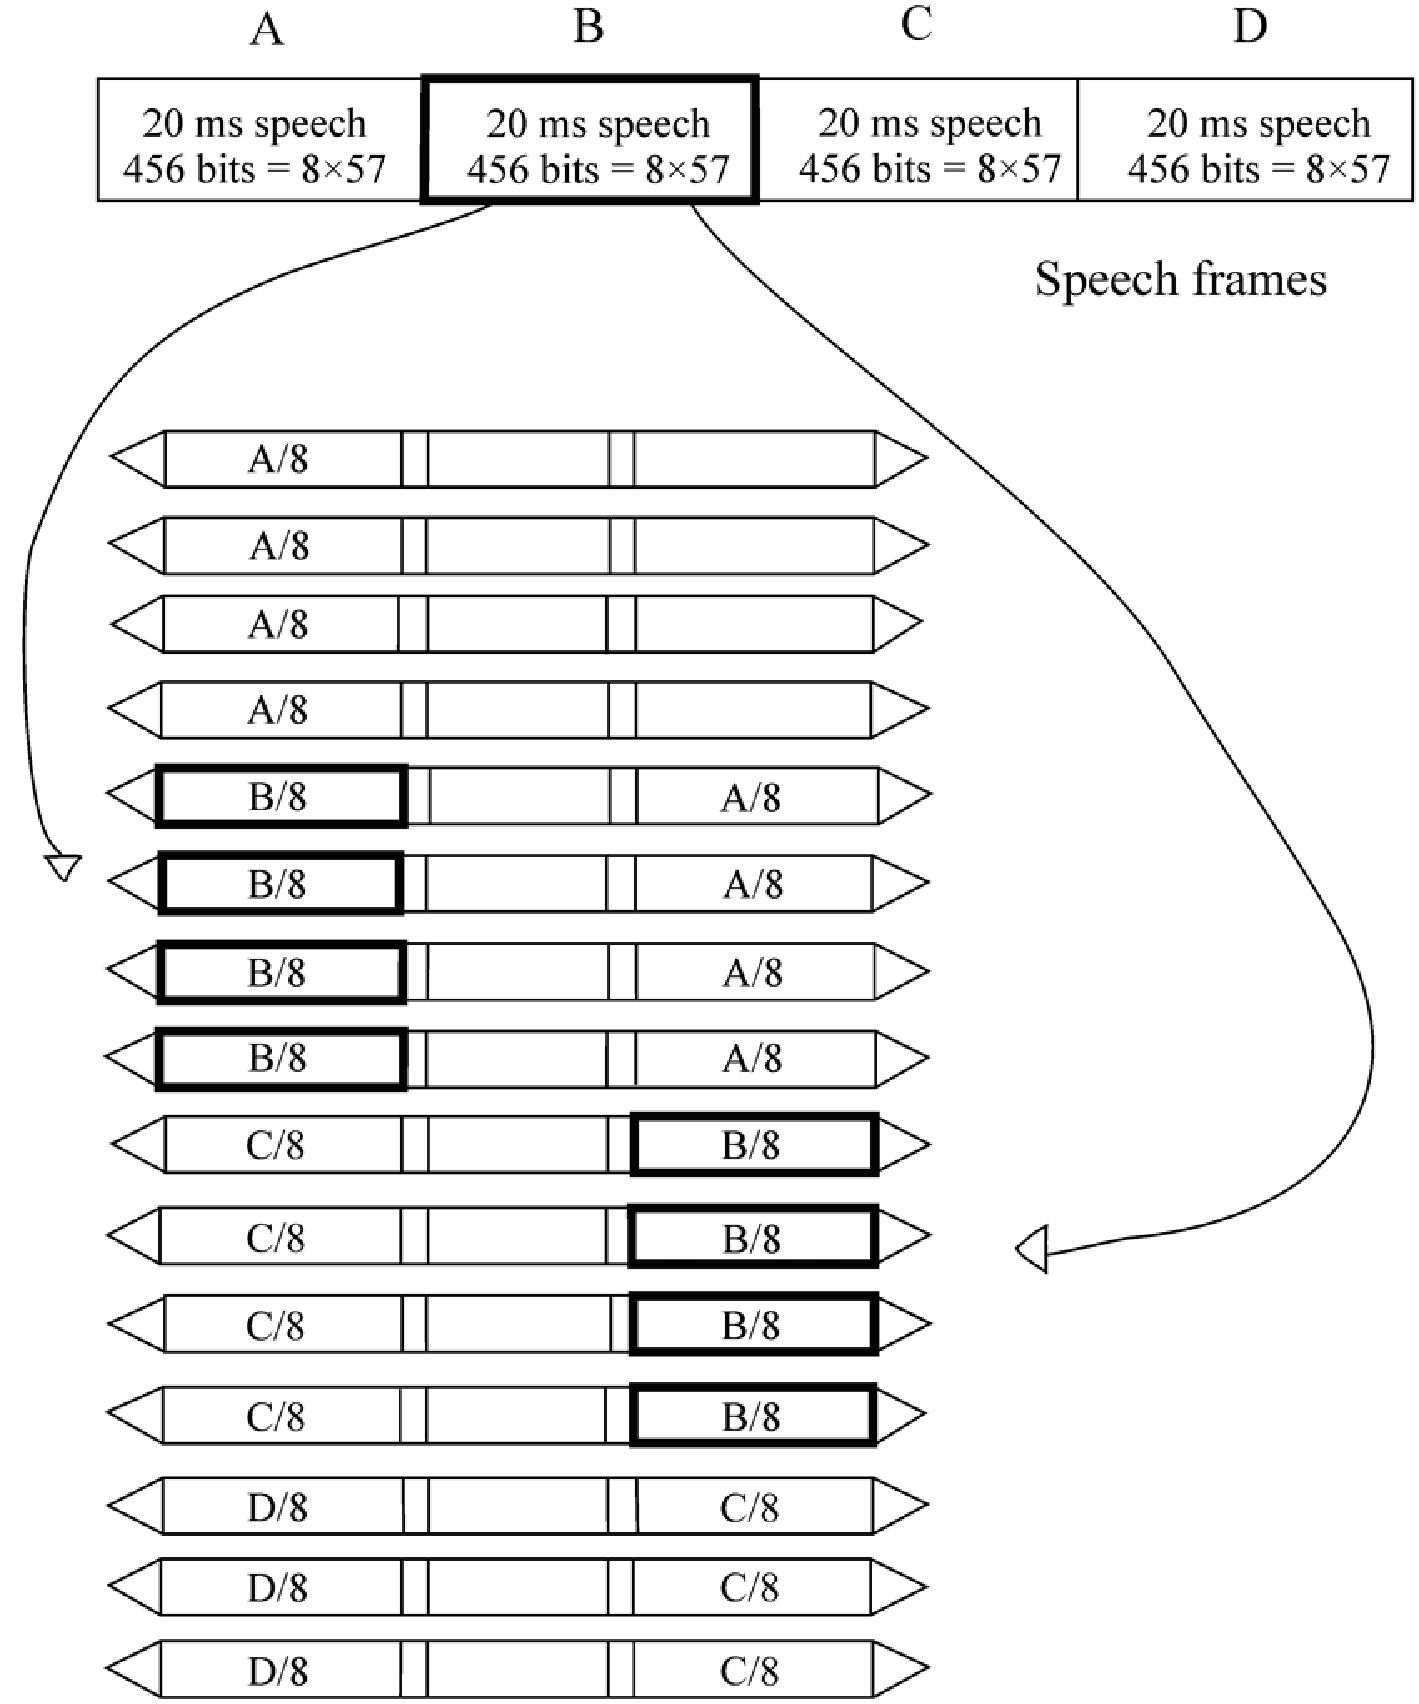 A B C D
20 ms speech 20 ms speech 20 ms speech 20 ms speech
456 bits = 8×57 456 bits = 8×57 456 bits = 8×57 456 bits = 8×57
Speech frames
A/8
A/8
A/8
A/8
B/8 A/8
B/8 A/8
B/8 A/8
B/8 A/8
C/8 B/8
C/8 B/8
C/8 B/8
C/8 B/8
D/8 C/8
D/8 C/8
D/8 C/8